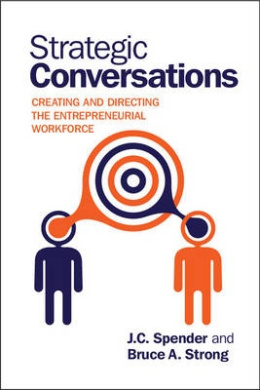 Strategic
Conversations
CREATING AND DIRECTING
THE ENTREPRENEURIAL
WORKFORCE
J.C. Spender and
Bruce A. Strong